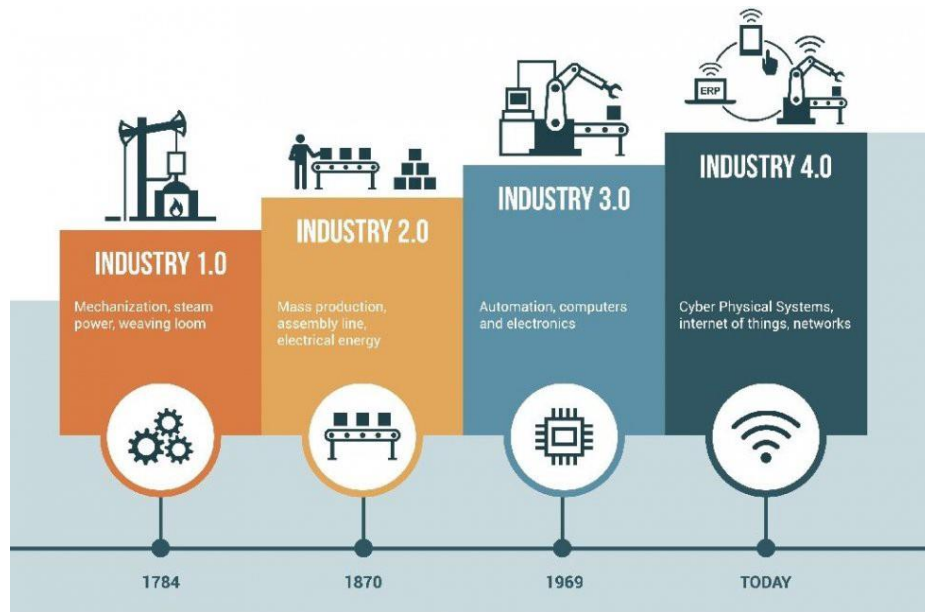 ERP
INDUSTRY 1.0
Mechanization, steam
power, weaving loom
INDUSTRY 2.0
Mass production,
assembly line,
electrical energy
INDUSTRY 3.0
Automation, computers
and electronics
INDUSTRY 4.0
Cyber Physical Systems,
internet of things, networks
1784
1870
1969
TODAY